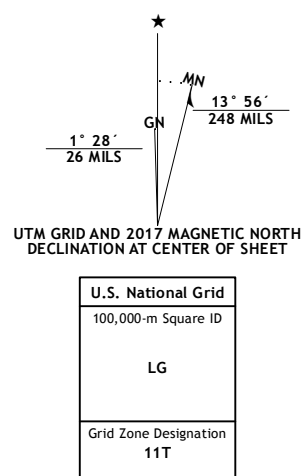 MN
GN
13° 56´
248 MILS
1° 28´
26 MILS
UTM GRID AND 2017 MAGNETIC NORTH
DECLINATION AT CENTER OF SHEET
U.S. National Grid
100,000-m Square ID
LG
Grid Zone Designation
11T